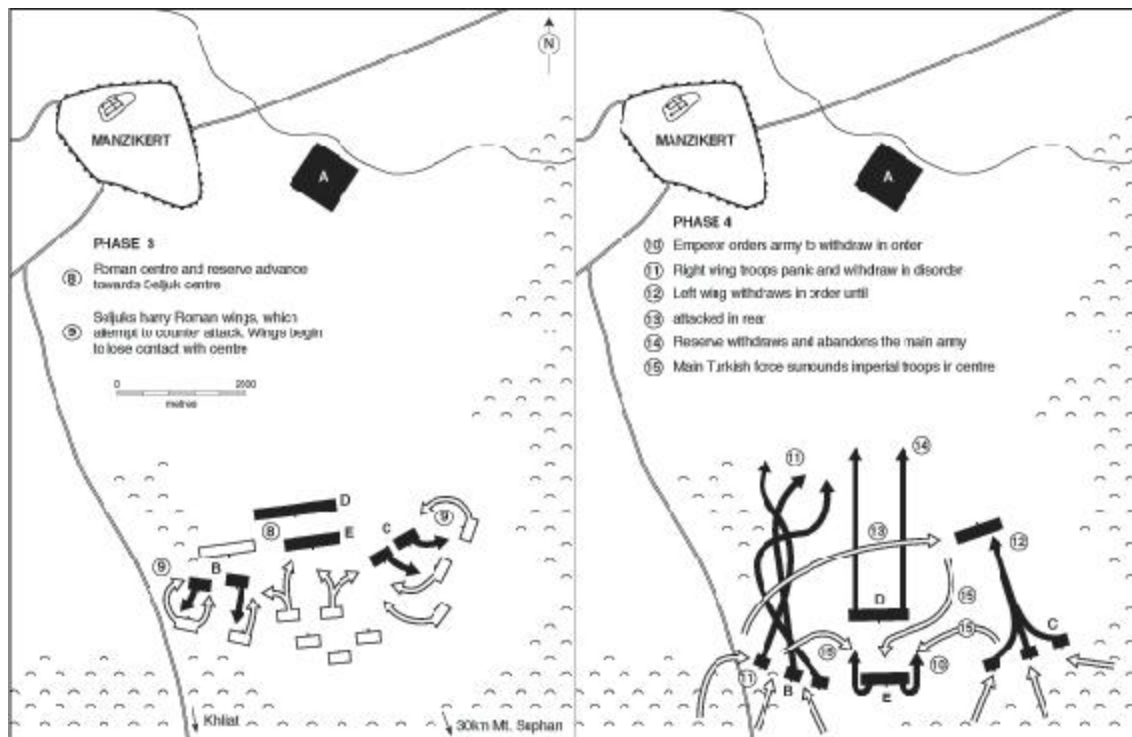 N
MANZIKERT
A
PHASE 3
8 Roman centre and reserve advance
towards Seljuk centre
9 Seljuks harry Roman wings, which
attempt to counter attack. Wings begin
to lose contact with centre
0 2000
metres
D
9
C
8
E
9
B
Khliat
30km Mt. Suphan
MANZIKERT
A
PHASE 4
10 Emperor orders army to withdraw in order
11 Right wing troops panic and withdraw in disorder
12 Left wing withdraws in order until
13 attacked in rear
14 Reserve withdraws and abandons the main army
15 Main Turkish force surrounds imperial troops in centre
11
14
13
12
D
15
C
15
15
11
B
10
E